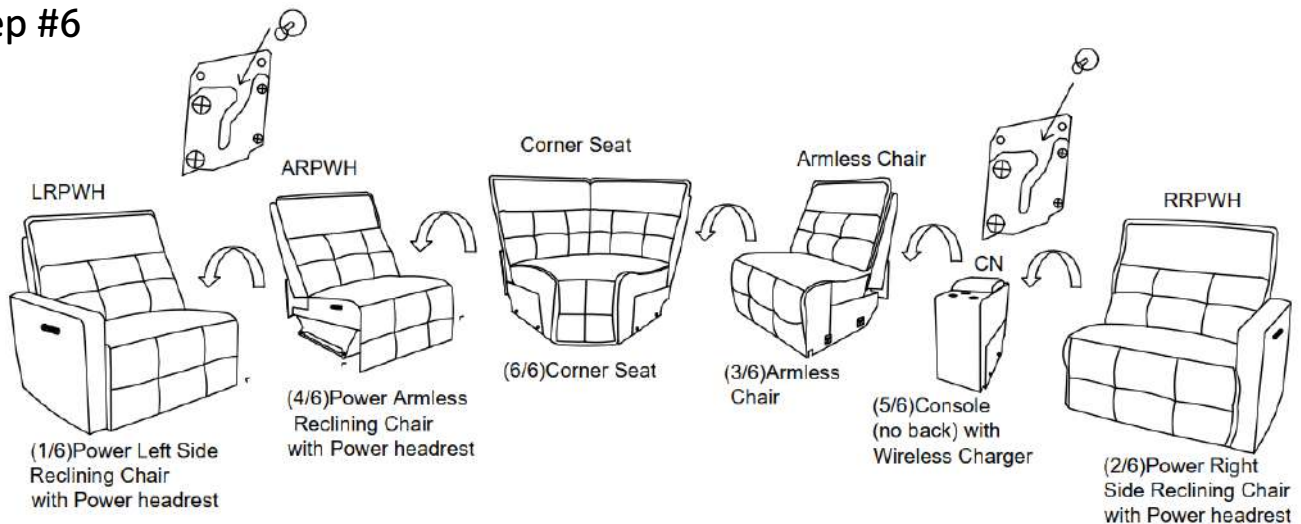 ep #6
Corner Seat
Armless Chair
ARPWH
LRPWH
RRPWH
CN
(6/6)Corner Seat
(3/6)Armless
Chair
(4/6)Power Armless
Reclining Chair
with Power headrest
(5/6)Console
(no back) with
Wireless Charger
(1/6)Power Left Side
Reclining Chair
with Power headrest
(2/6)Power Right
Side Reclining Chair
with Power headrest